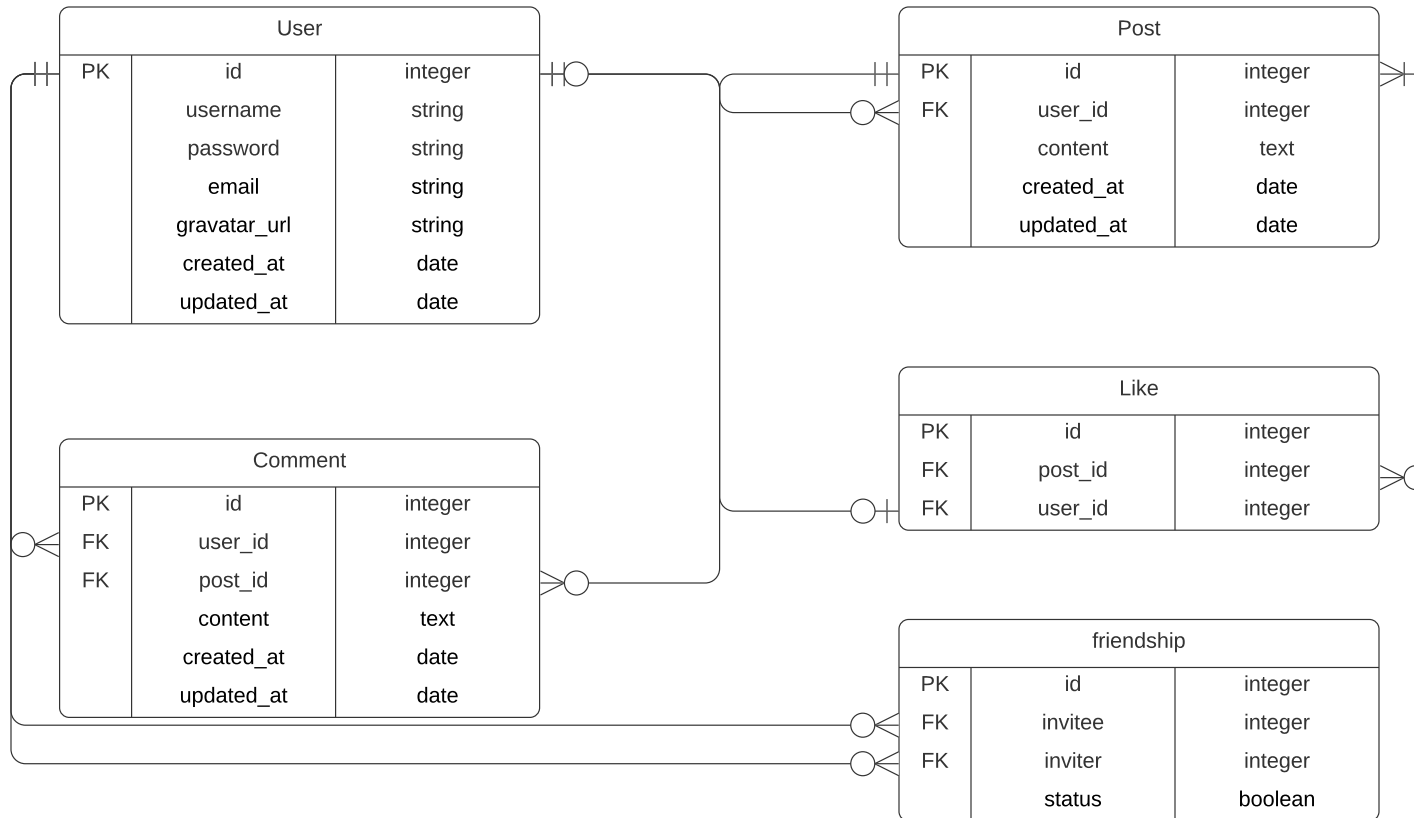 User
PK id integer
username string
password string
email string
gravatar_url string
created_at date
updated_at date
Post
PK id integer
FK user_id integer
content text
created_at date
updated_at date
Comment
PK id integer
FK user_id integer
FK post_id integer
content text
created_at date
updated_at date
Like
PK id integer
FK post_id integer
FK user_id integer
friendship
PK id integer
FK invitee integer
FK inviter integer
status boolean